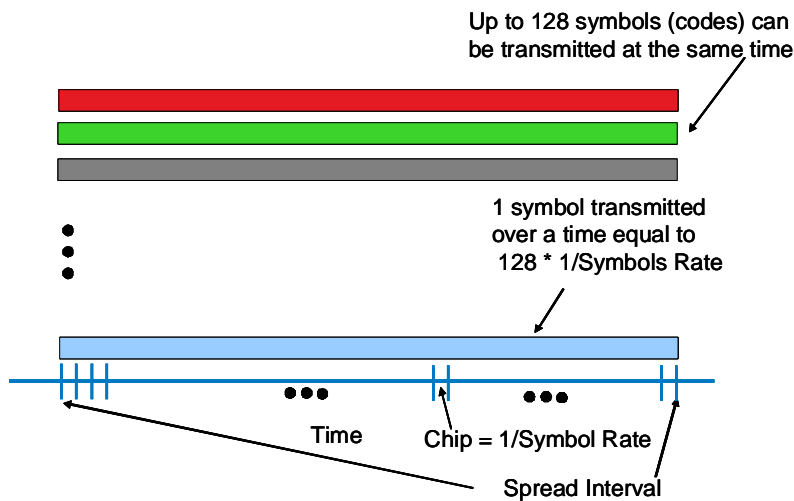 Up to 128 symbols (codes) can
be transmitted at the same time
1 symbol transmitted
over a time equal to
128 * 1/Symbols Rate
Time
Chip = 1/Symbol Rate
Spread Interval